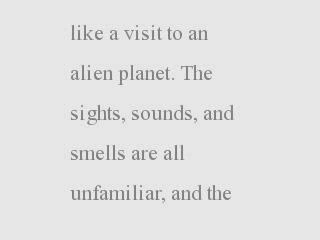 like a visit to an
alien planet. The
sights, sounds, and
smells are all
unfamiliar, and the